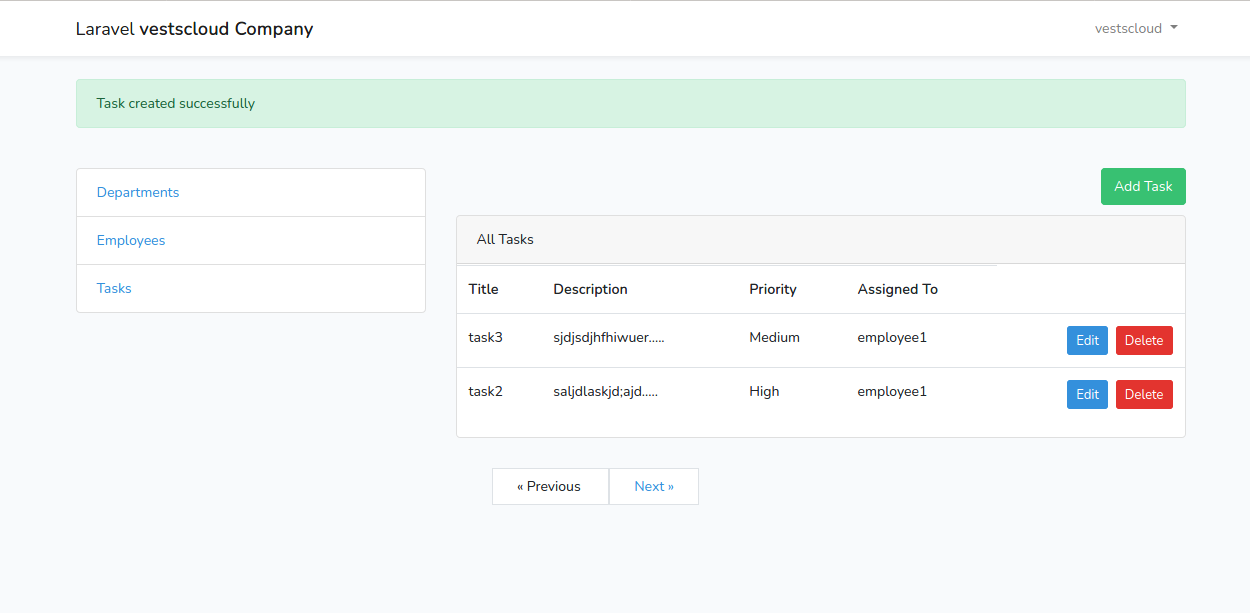 Laravel vestscloud Company
vestscloud
Task created successfully
Departments
Employees
Tasks
Add Task
All Tasks
Title Description Priority Assigned To
task3 sjdjsdjhfhiwuer..... Medium employee1 Edit Delete
task2 saljdlaskjd;ajd..... High employee1 Edit Delete
« Previous Next »